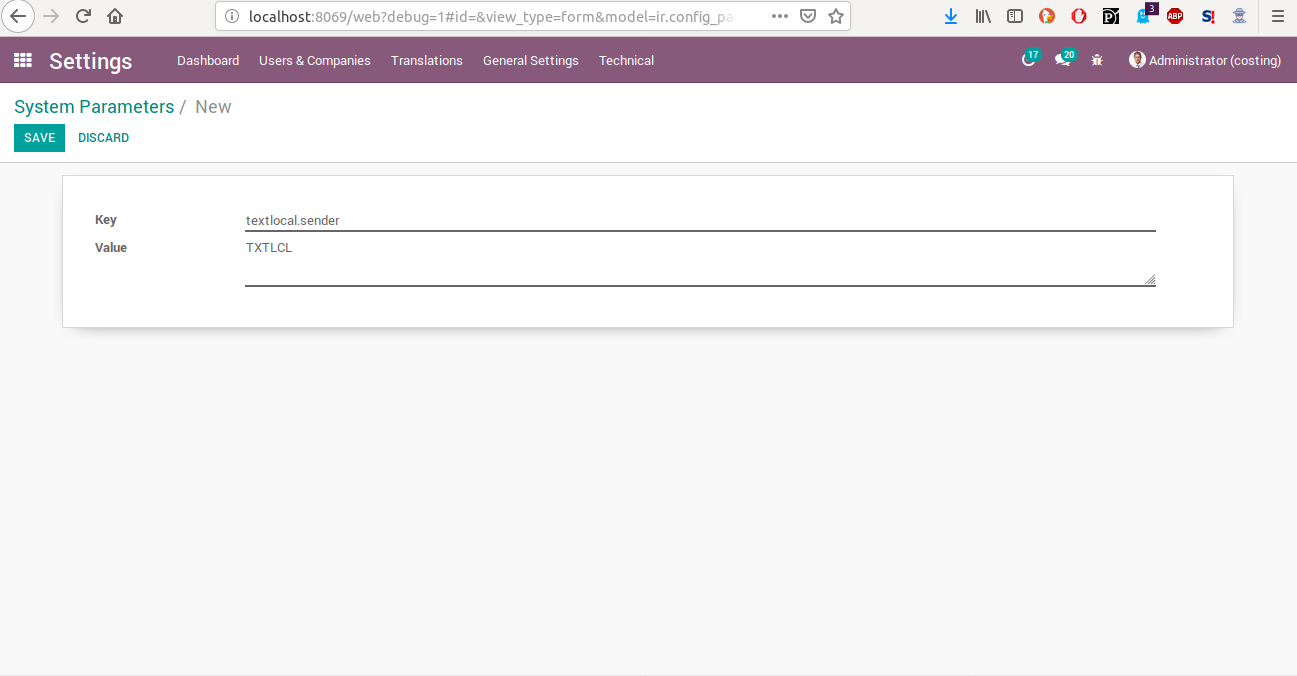 localhost:8069/web?debug=1#id=&view_type=form&model=ir.config_pa
3
ABP
S!
Settings
Dashboard Users & Companies Translations General Settings Technical
17 20 Administrator (costing)
System Parameters / New
SAVE DISCARD
Key textlocal.sender
Value TXTLCL